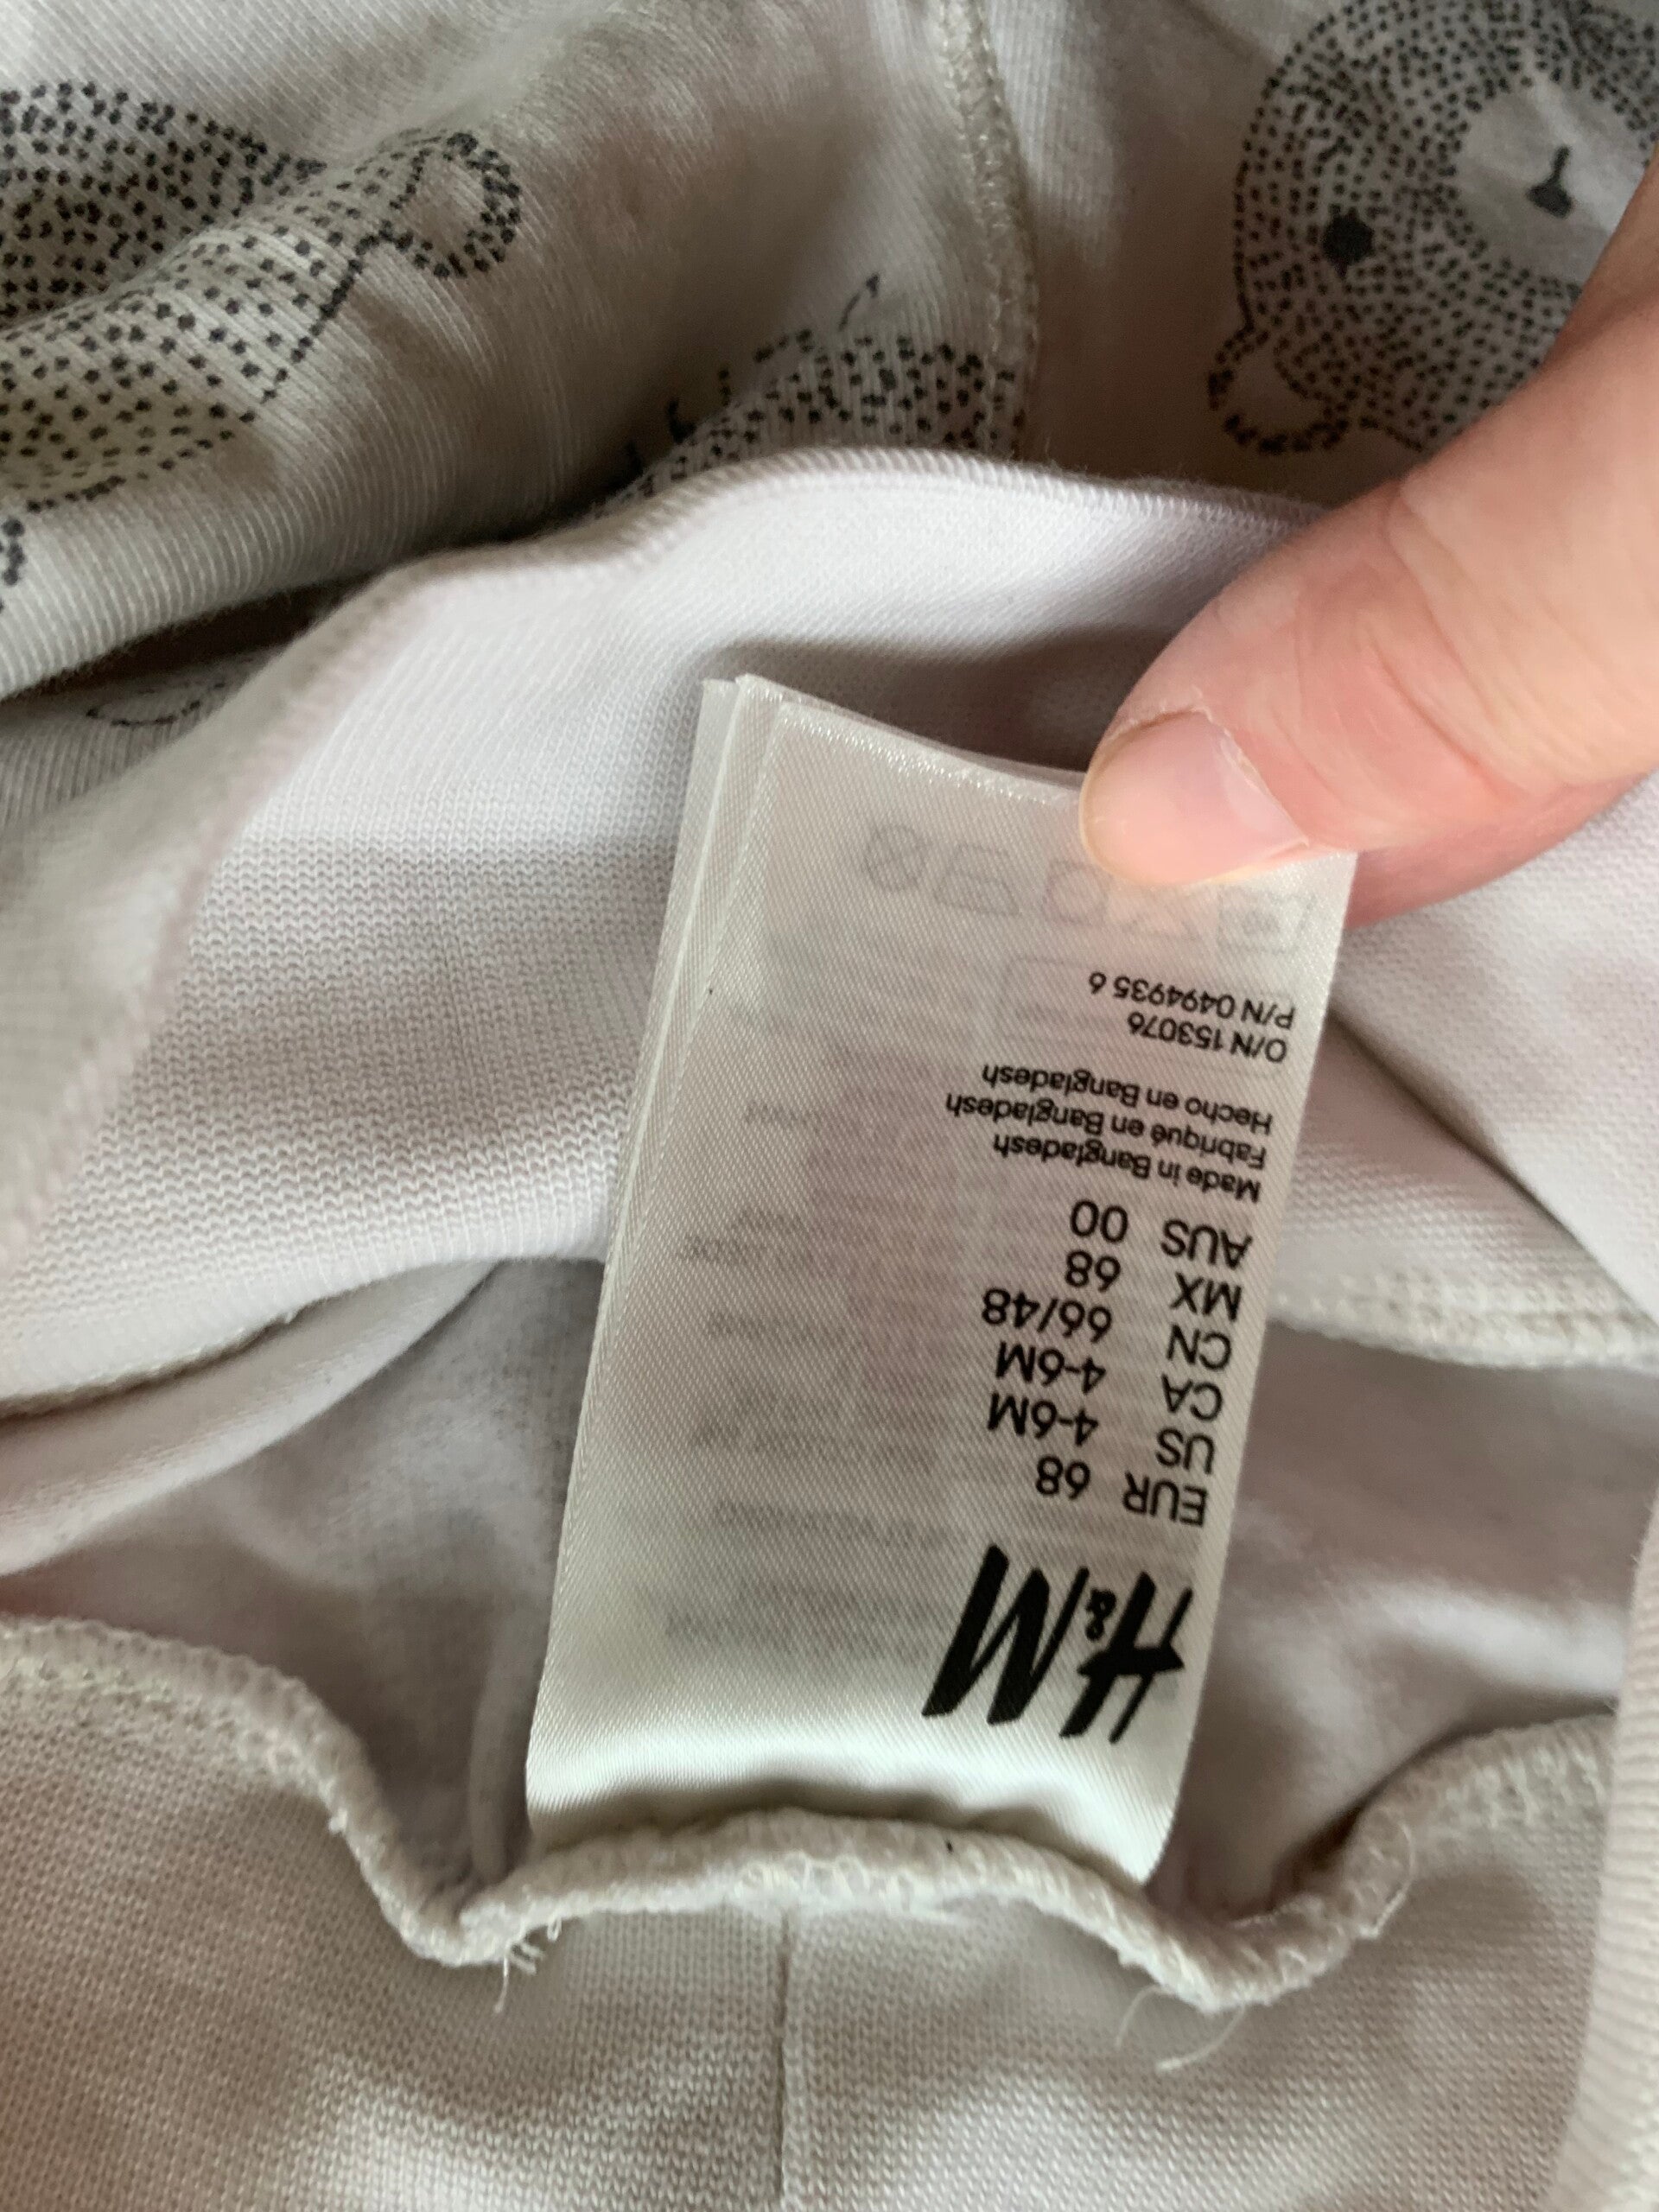 H&M
EUR 68
US 4-6M
CA 4-6M
CN 66/48
MX 68
AUS 00
Made in Bangladesh
Fabriqué en Bangladesh
Hecho en Bangladesh
O/N 153076
P/N 0494935 6